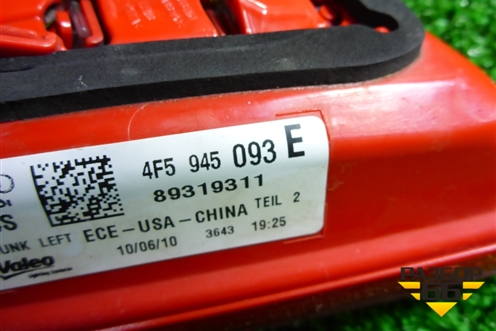 4F5 945 093 E
89319311
UNK LEFT ECE-USA-CHINA TEIL 2
10/06/10 3643 19:25
Valeo